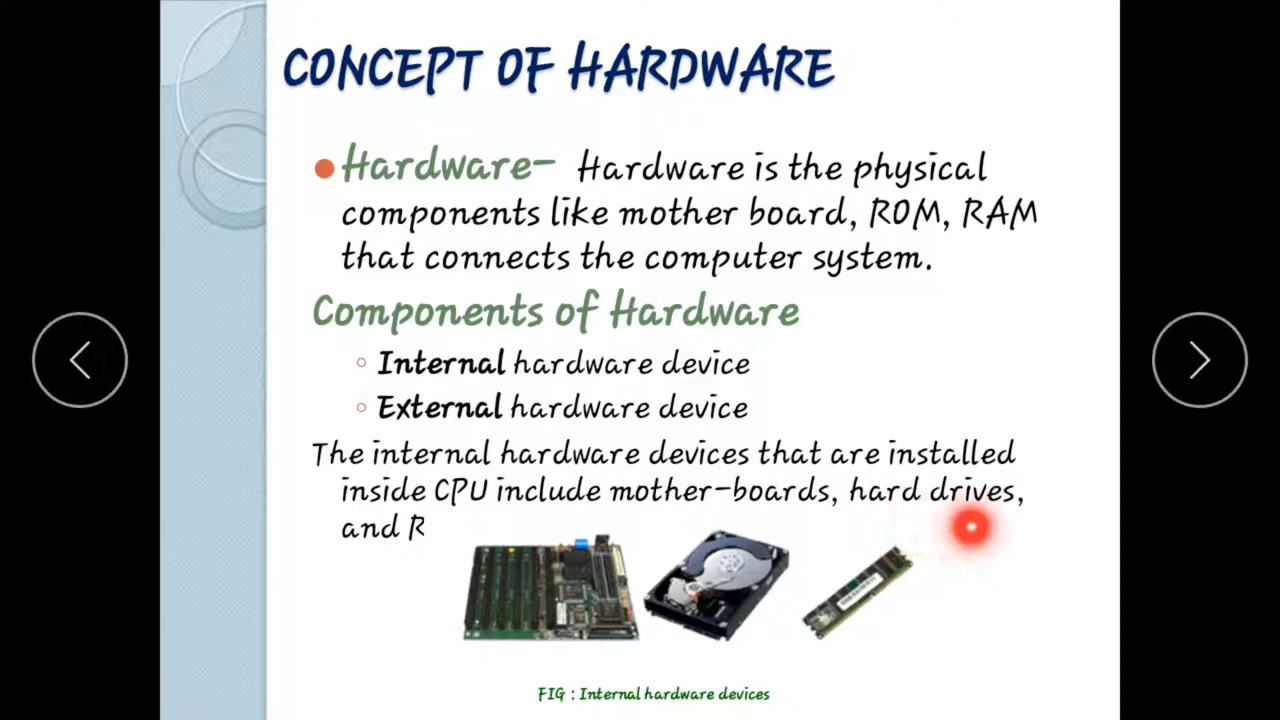 CONCEPT OF HARDWARE
Hardware- Hardware is the physical
components like mother board, ROM, RAM
that connects the computer system.
Components of Hardware
Internal hardware device
External hardware device
The internal hardware devices that are installed
inside CPU include mother-boards, hard drives,
and R
FIG : Internal hardware devices